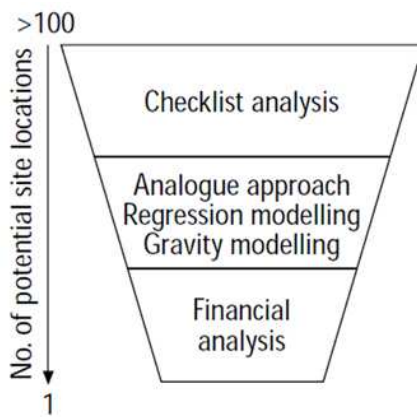 >100
No. of potential site locations
1
Checklist analysis
Analogue approach
Regression modelling
Gravity modelling
Financial
analysis